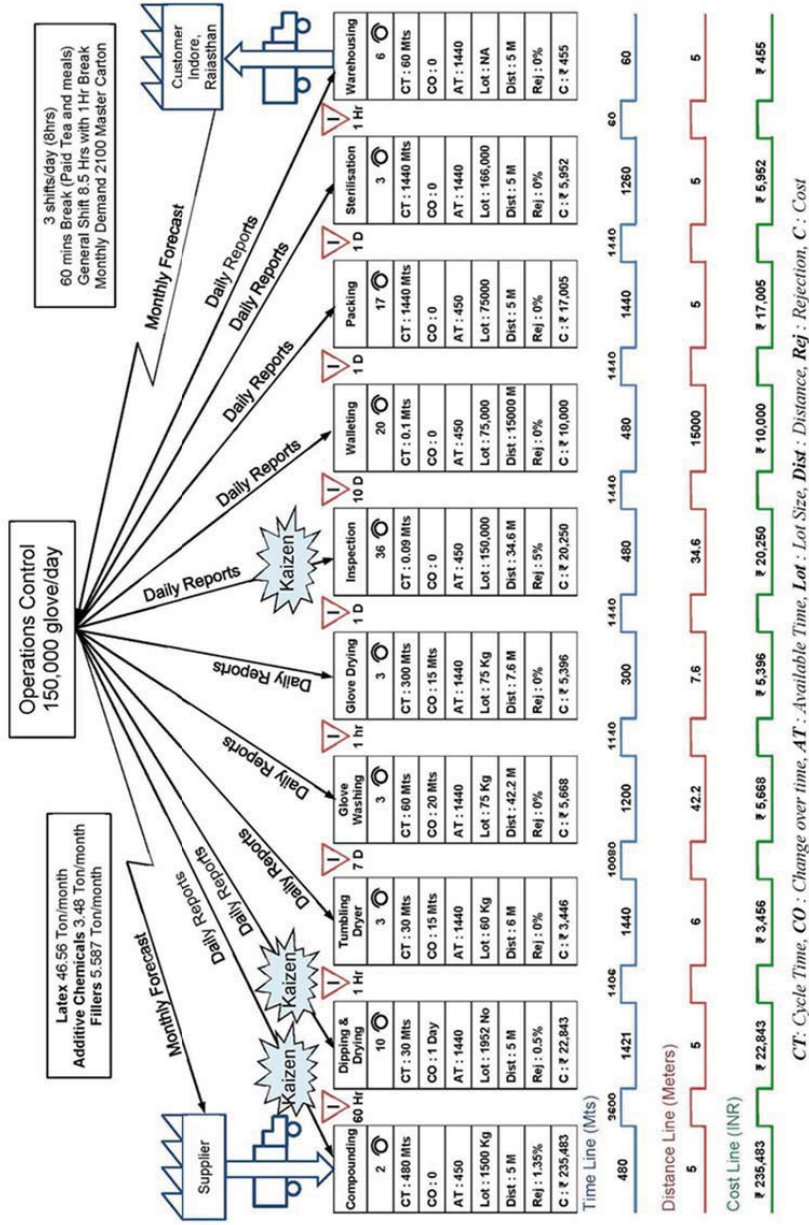 3 shifts/day (8hrs)
60 mins Break (Paid Tea and meals)
General Shift 8.5 Hrs with 1Hr Break
Monthly Demand 2100 Master Carton
Operations Control
150,000 glove/day
Latex 46.56 Ton/month
Additive Chemicals 3.48 Ton/month
Fillers 5.587 Ton/month
Supplier
Customer
Indore,
Rajasthan
Monthly Forecast
Monthly Forecast
Daily Reports
Daily Reports
Daily Reports
Daily Reports
Daily Reports
Daily Reports
Daily Reports
Daily Reports
Daily Reports
Daily Reports
Kaizen
Kaizen
Kaizen
Compounding
2
CT : 480 Mts
CO : 0
AT : 450
Lot : 1500 Kg
Dist : 5 M
Rej : 1.35%
C : ₹ 235,483
I
60 Hr
Dipping &
Drying
10
CT : 30 Mts
CO : 1 Day
AT : 1440
Lot : 1952 No
Dist : 5 M
Rej : 0.5%
C : ₹ 22,843
I
1 Hr
Tumbling
Dryer
3
CT : 30 Mts
CO : 15 Mts
AT : 1440
Lot : 60 Kg
Dist : 6 M
Rej : 0%
C : ₹ 3,446
I
7 D
Glove
Washing
3
CT : 60 Mts
CO : 20 Mts
AT : 1440
Lot : 75 Kg
Dist : 42.2 M
Rej : 0%
C : ₹ 5,668
I
1 hr
Glove Drying
3
CT : 300 Mts
CO : 15 Mts
AT : 1440
Lot : 75 Kg
Dist : 7.6 M
Rej : 0%
C : ₹ 5,396
I
1 D
Inspection
36
CT : 0.09 Mts
CO : 0
AT : 450
Lot : 150,000
Dist : 34.6 M
Rej : 5%
C : ₹ 20,250
I
10 D
Walleting
20
CT : 0.1 Mts
CO : 0
AT : 450
Lot : 75,000
Dist : 15000 M
Rej : 0%
C : ₹ 10,000
I
1 D
Packing
17
CT : 1440 Mts
CO : 0
AT : 450
Lot : 75000
Dist : 5 M
Rej : 0%
C : ₹ 17,005
I
1 D
Sterilisation
3
CT : 1440 Mts
CO : 0
AT : 1440
Lot : 166,000
Dist : 5 M
Rej : 0%
C : ₹ 5,952
I
1 Hr
Warehousing
6
CT : 60 Mts
CO : 0
AT : 1440
Lot : NA
Dist : 5 M
Rej : 0%
C : ₹ 455
Time Line (Mts)
480 3600 1421 1406 1440 10080 1200 1140 300 1440 480 1440 480 1440 1440 1440 1260 60 60
Distance Line (Meters)
5 5 6 42.2 7.6 34.6 15000 5 5 5
Cost Line (INR)
₹ 235,483 ₹ 22,843 ₹ 3,456 ₹ 5,668 ₹ 5,396 ₹ 20,250 ₹ 10,000 ₹ 17,005 ₹ 5,952 ₹ 455
CT: Cycle Time, CO : Change over time, AT : Available Time, Lot : Lot Size, Dist : Distance, Rej : Rejection, C : Cost